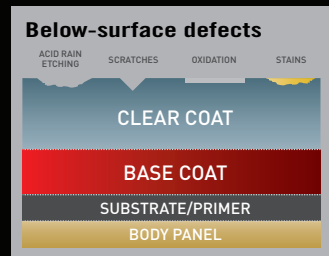 Below-surface defects
ACID RAIN
ETCHING
SCRATCHES
OXIDATION
STAINS
CLEAR COAT
BASE COAT
SUBSTRATE/PRIMER
BODY PANEL